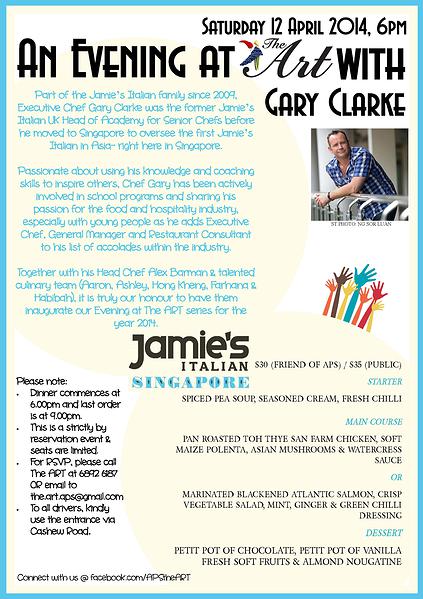 SATURDAY 12 APRIL 2014, 6PM
AN EVENING AT The Art WITH
GARY CLARKE
Part of the Jamie's Italian family since 2009,
Executive Chef Gary Clarke was the former Jamie's
Italian UK Head of Academy for Senior Chefs before
he moved to Singapore to oversee the first Jamie's
Italian in Asia- right here in Singapore.
Passionate about using his knowledge and coaching
skills to inspire others, Chef Gary has been actively
involved in school programs and sharing his
passion for the food and hospitality industry,
especially with young people as he adds Executive
Chef, General Manager and Restaurant Consultant
to his list of accolades within the industry.
Together with his Head Chef Alex Barman & talented
culinary team (Aaron, Ashley, Hong Kheng, Farhana &
Habibah), it is truly our honour to have them
inaugurate our Evening at The ART series for the
year 2014.
ST PHOTO: NG SOR LUAN
Jamie's
ITALIAN
SINGAPORE
$30 (FRIEND OF APS) / $35 (PUBLIC)
STARTER
SPICED PEA SOUP, SEASONED CREAM, FRESH CHILLI
MAIN COURSE
PAN ROASTED TOH THYE SAN FARM CHICKEN, SOFT
MAIZE POLENTA, ASIAN MUSHROOMS & WATERCRESS
SAUCE
OR
MARINATED BLACKENED ATLANTIC SALMON, CRISP
VEGETABLE SALAD, MINT, GINGER & GREEN CHILLI
DRESSING
DESSERT
PETIT POT OF CHOCOLATE, PETIT POT OF VANILLA
FRESH SOFT FRUITS & ALMOND NOUGATINE
Please note:
• Dinner commences at
6.00pm and last order
is at 9.00pm.
• This is a strictly by
reservation event &
seats are limited.
• For RSVP, please call
The ART at 6892 6187
OR email to
the.art.aps@gmail.com
• To all drivers, kindly
use the entrance via
Cashew Road.
Connect with us @ facebook.com/APSTheART